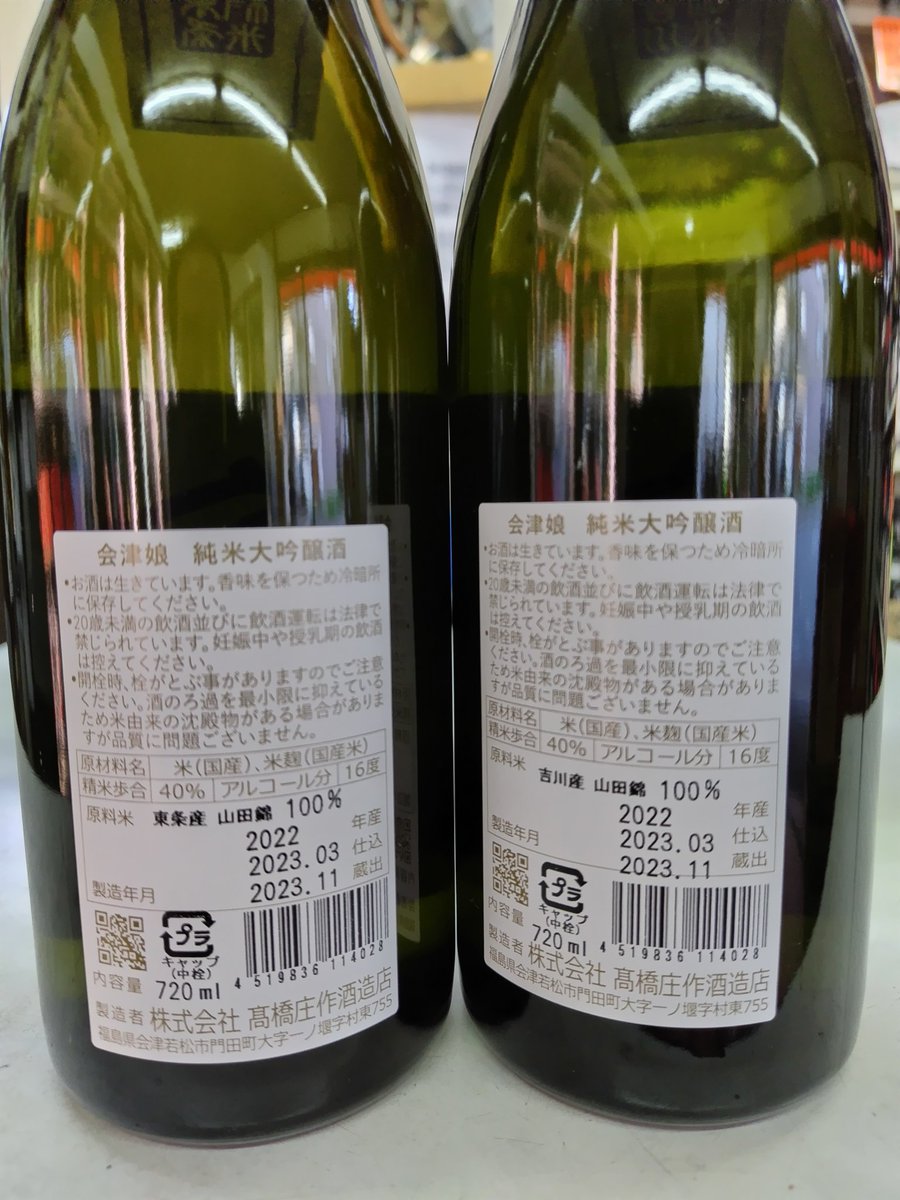 会津娘 純米大吟醸酒
•お酒は生きています。香味を保つため冷暗所
に保存してください。
•20歳未満の飲酒並びに飲酒運転は法律で
禁じられています。妊娠中や授乳期の飲酒
は控えてください。
•開栓時、栓がとぶ事がありますのでご注意
ください。酒のろ過を最小限に抑えている
ため米由来の沈殿物がある場合がありま
すが品質に問題ございません。
原材料名 米(国産)、米麹(国産米)
精米歩合 40% アルコール分 16度
原料米 東条産 山田錦 100%
2022 年産
2023.03 仕込
製造年月 2023.11 蔵出
プラ
キャップ
(中栓)
内容量 720ml
4 519836 114028
製造者 株式会社 髙橋庄作酒造店
福島県会津若松市門田町大字一ノ堰字村東755
会津娘 純米大吟醸酒
•お酒は生きています。香味を保つため冷暗所
に保存してください。
•20歳未満の飲酒並びに飲酒運転は法律で
禁じられています。妊娠中や授乳期の飲酒
は控えてください。
•開栓時、栓がとぶ事がありますのでご注意
ください。酒のろ過を最小限に抑えている
ため米由来の沈殿物がある場合がありま
すが品質に問題ございません。
原材料名 米(国産)、米麹(国産米)
精米歩合 40% アルコール分 16度
原料米 吉川産 山田錦 100%
2022 年産
2023.03 仕込
製造年月 2023.11 蔵出
プラ
キャップ
(中栓)
内容量 720ml
4 519836 114028
製造者 株式会社 髙橋庄作酒造店
福島県会津若松市門田町大字一ノ堰字村東755